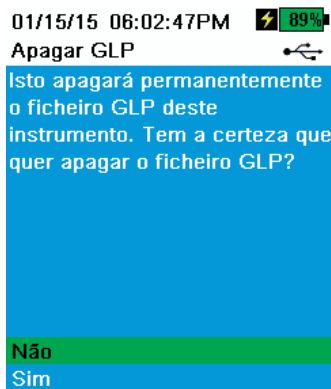 01/15/15 06:02:47PM 89%
Apagar GLP
Isto apagará permanentemente
o ficheiro GLP deste
instrumento. Tem a certeza que
quer apagar o ficheiro GLP?
Não
Sim